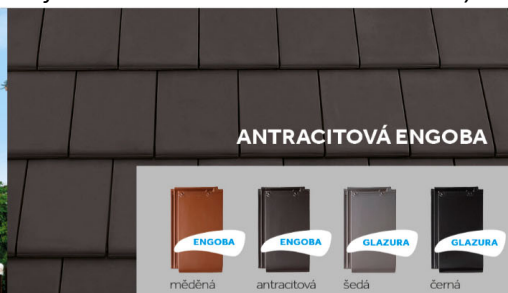 ANTRACITOVÁ ENGOBA
ENGOBA ENGOBA GLAZURA GLAZURA
měděná antracitová šedá černá